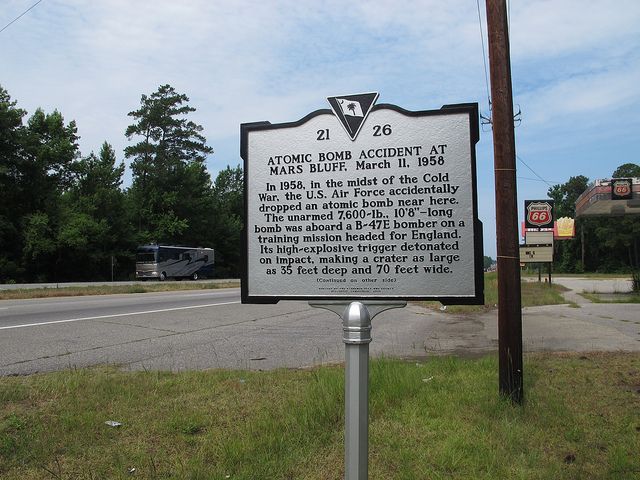 21 26
ATOMIC BOMB ACCIDENT AT
MARS BLUFF, March 11, 1958
In 1958, in the midst of the Cold
War, the U.S. Air Force accidentally
dropped an atomic bomb near here.
The unarmed 7,600-lb., 10'8"-long
bomb was aboard a B-47E bomber on a
training mission headed for England.
Its high-explosive trigger detonated
on impact, making a crater as large
as 35 feet deep and 70 feet wide.
(Continued on other side)
PHILLIPS
66
66